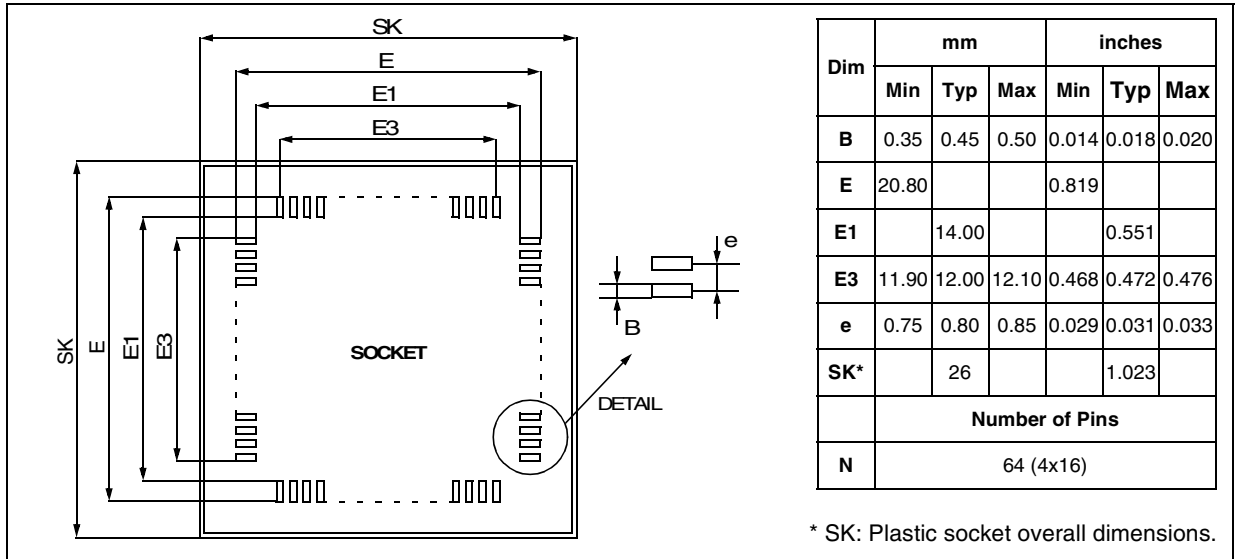 SK
E
E1
E3
SK
E
E1
E3
SOCKET
e
B
DETAIL
Dim mm inches
Min Typ Max Min Typ Max
B 0.35 0.45 0.50 0.014 0.018 0.020
E 20.80 0.819
E1 14.00 0.551
E3 11.90 12.00 12.10 0.468 0.472 0.476
e 0.75 0.80 0.85 0.029 0.031 0.033
SK* 26 1.023
Number of Pins
N 64 (4x16)
* SK: Plastic socket overall dimensions.